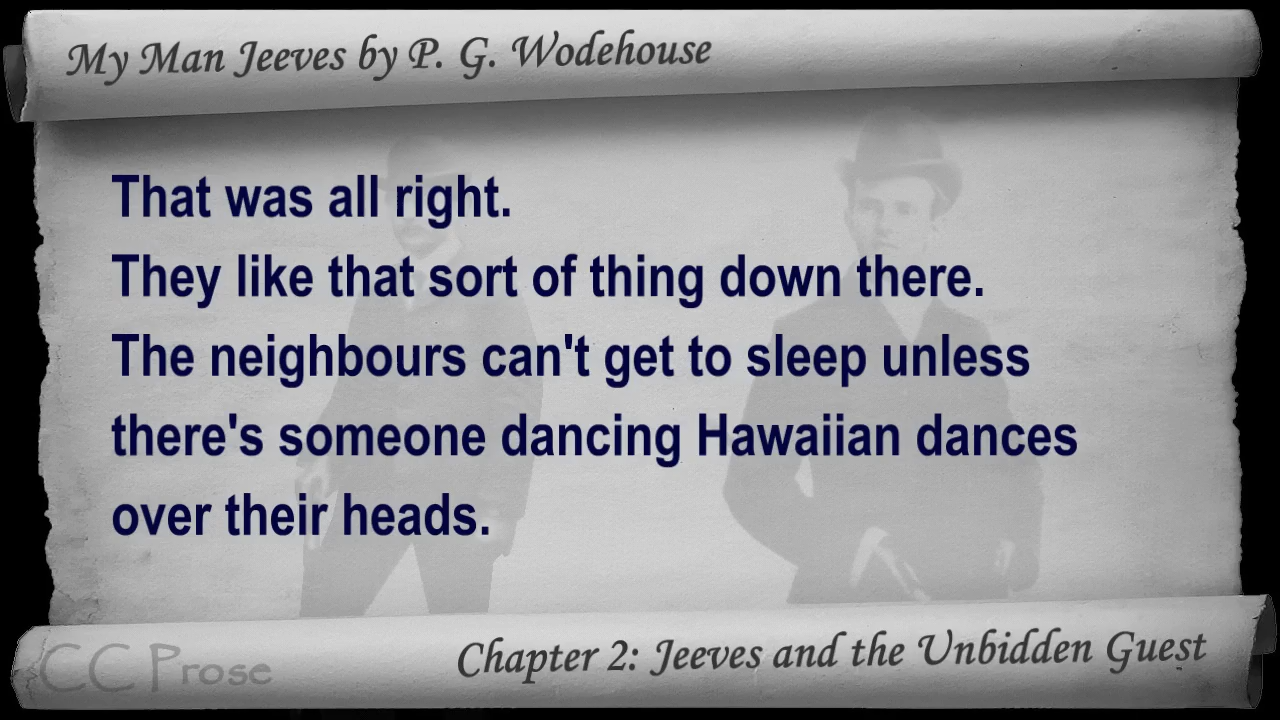 My Man Jeeves by P. G. Wodehouse
That was all right.
They like that sort of thing down there.
The neighbours can't get to sleep unless
there's someone dancing Hawaiian dances
over their heads.
CC Prose
Chapter 2: Jeeves and the Unbidden Guest